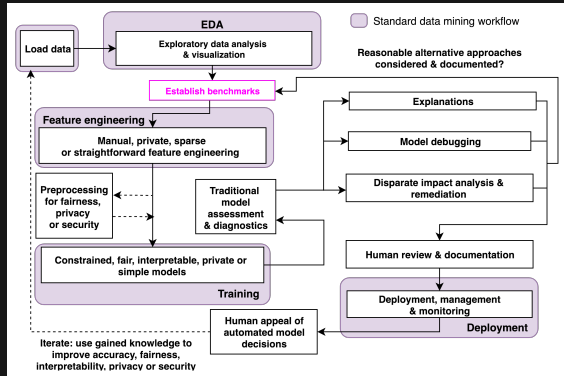 EDA
Standard data mining workflow
Load data
Exploratory data analysis
& visualization
Reasonable alternative approaches
considered & documented?
Establish benchmarks
Explanations
Feature engineering
Manual, private, sparse
or straightforward feature engineering
Model debugging
Preprocessing
for fairness,
privacy
or security
Traditional
model
assessment
& diagnostics
Disparate impact analysis &
remediation
Constrained, fair, interpretable, private or
simple models
Training
Human review & documentation
Deployment, management
& monitoring
Deployment
Human appeal of
automated model
decisions
Iterate: use gained knowledge to
improve accuracy, fairness,
interpretability, privacy or security